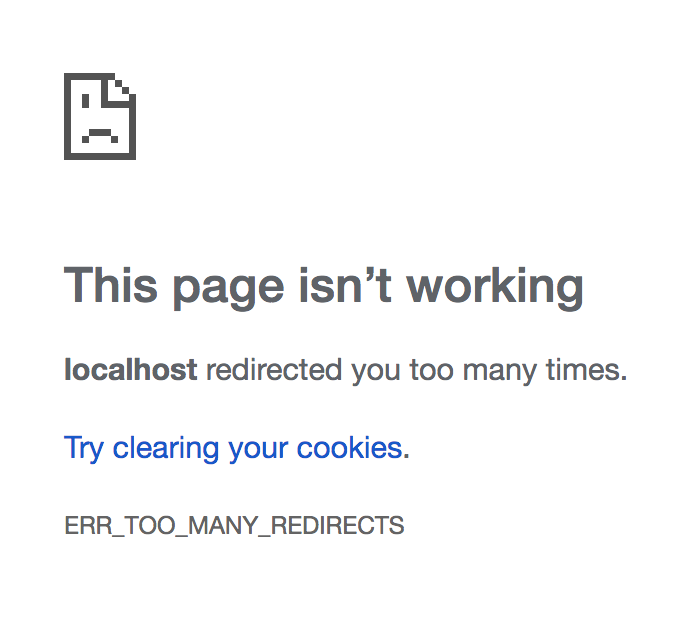 This page isn’t working
localhost redirected you too many times.
Try clearing your cookies.
ERR_TOO_MANY_REDIRECTS